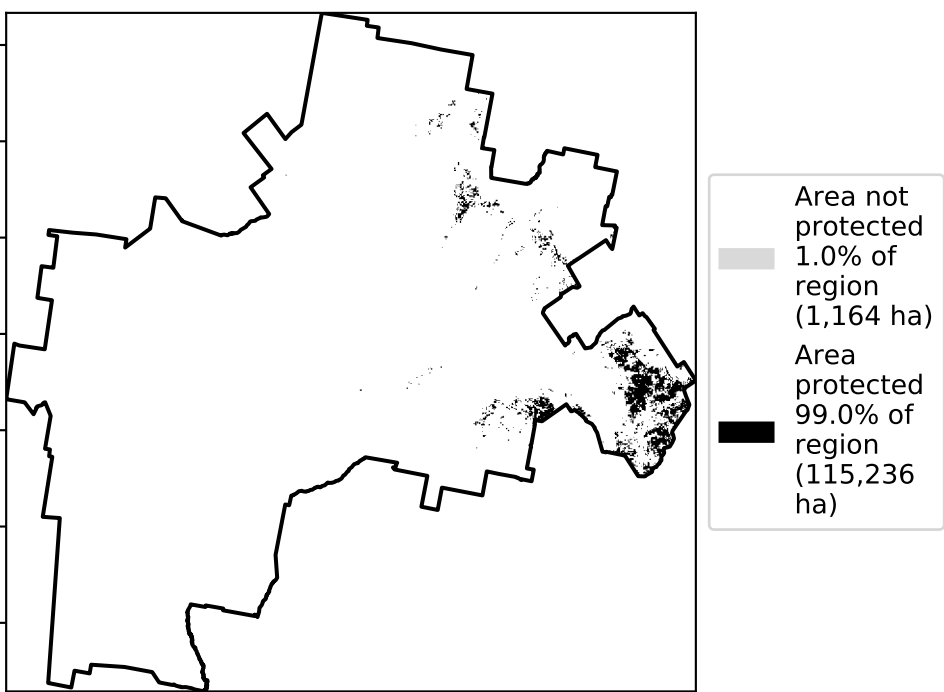 Area not
protected
1.0% of
region
(1,164 ha)
Area
protected
99.0% of
region
(115,236
ha)